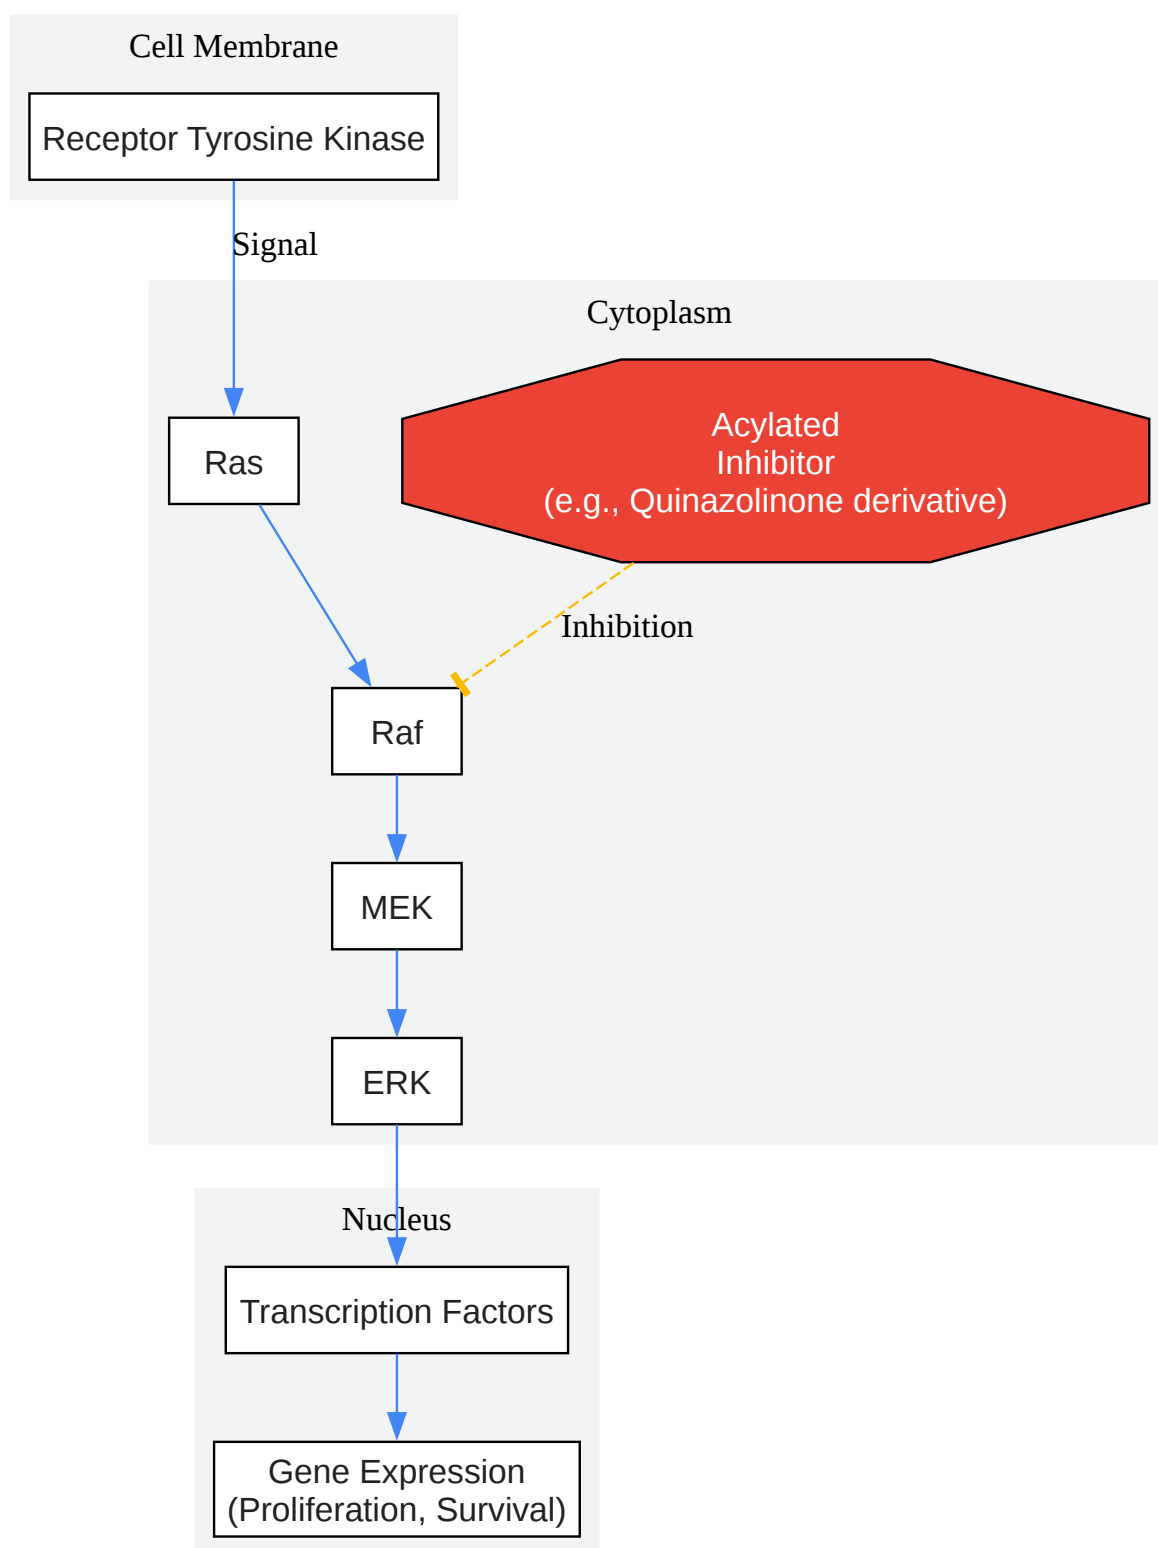 Cell Membrane
Receptor Tyrosine Kinase
Signal
Cytoplasm
Ras
Acylated
Inhibitor
(e.g., Quinazolinone derivative)
Inhibition
Raf
MEK
ERK
Nucleus
Transcription Factors
Gene Expression
(Proliferation, Survival)